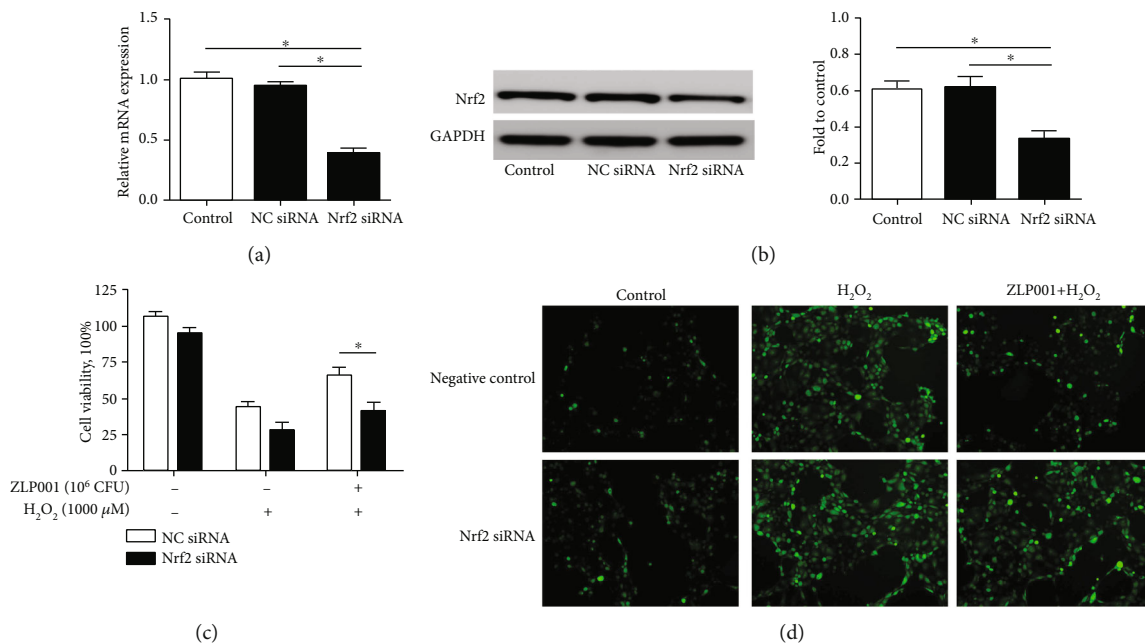 1.5
1.0
0.5
0.0
Relative mRNA expression
*
*
Control NC siRNA Nrf2 siRNA
(a)
Nrf2
GAPDH
Control NC siRNA Nrf2 siRNA
1.0
0.8
0.6
0.4
0.2
0.0
Fold to control
*
*
Control NC siRNA Nrf2 siRNA
(b)
125
100
75
50
25
0
Cell viability, 100%
*
ZLP001 (10⁶ CFU) – – +
H₂O₂ (1000 μM) – + +
NC siRNA
Nrf2 siRNA
(c)
Control H₂O₂ ZLP001+H₂O₂
Negative control
Nrf2 siRNA
(d)